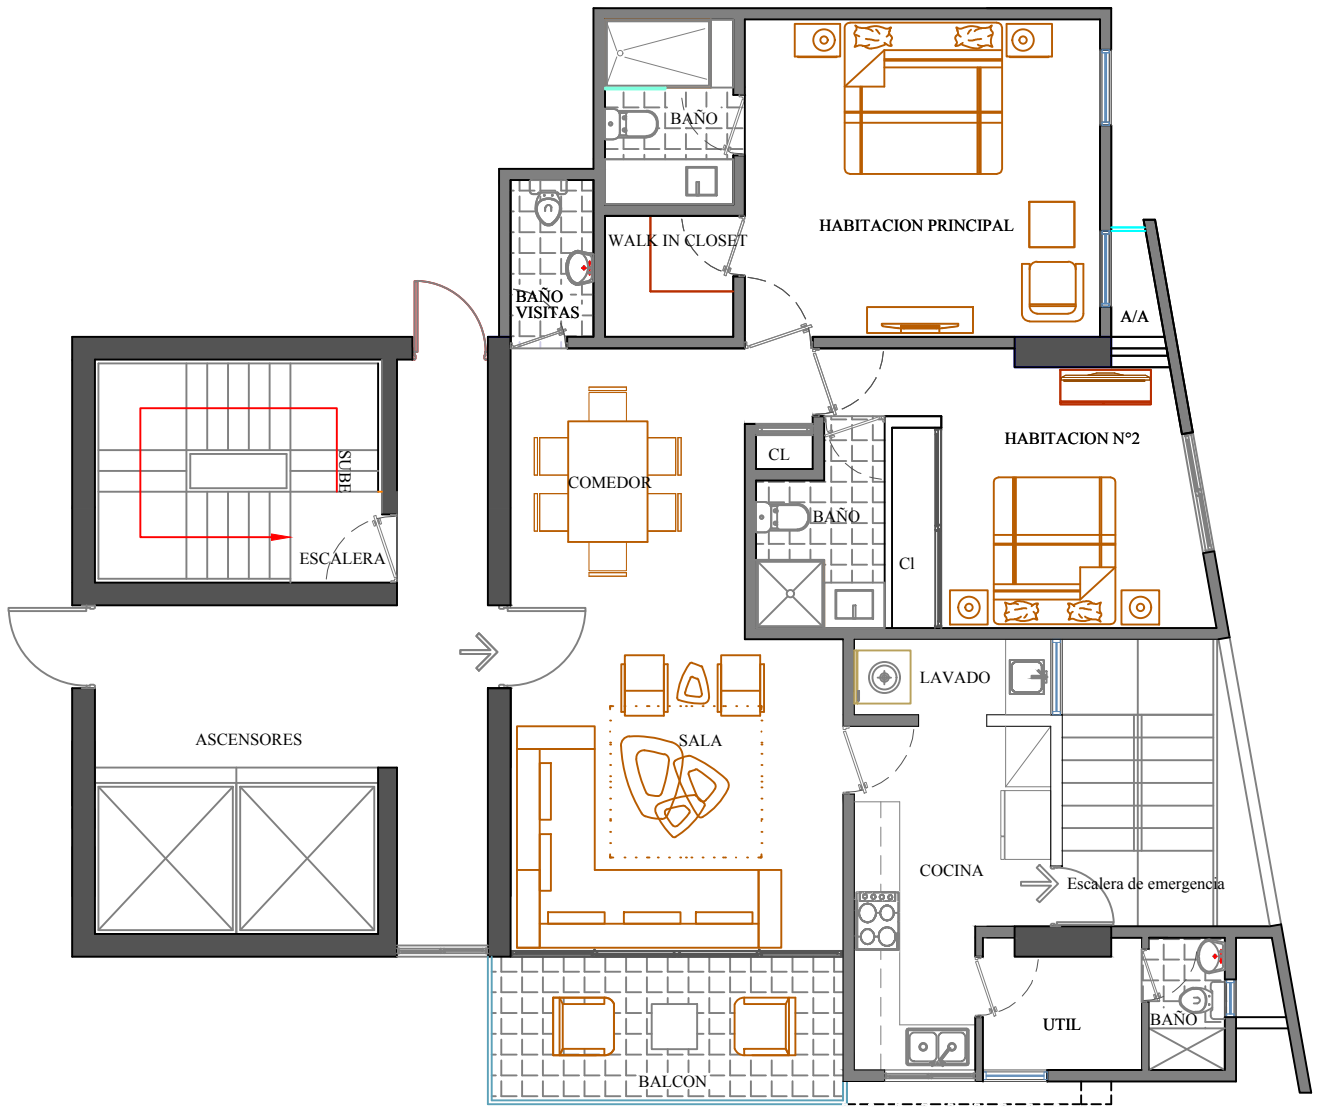 BAÑO
HABITACION PRINCIPAL
WALK IN CLOSET
BAÑO
VISITAS
A/A
HABITACION N°2
CL
COMEDOR
SUBE
BAÑO
ESCALERA
Cl
LAVADO
ASCENSORES
SALA
COCINA
Escalera de emergencia
UTIL
BAÑO
BALCON